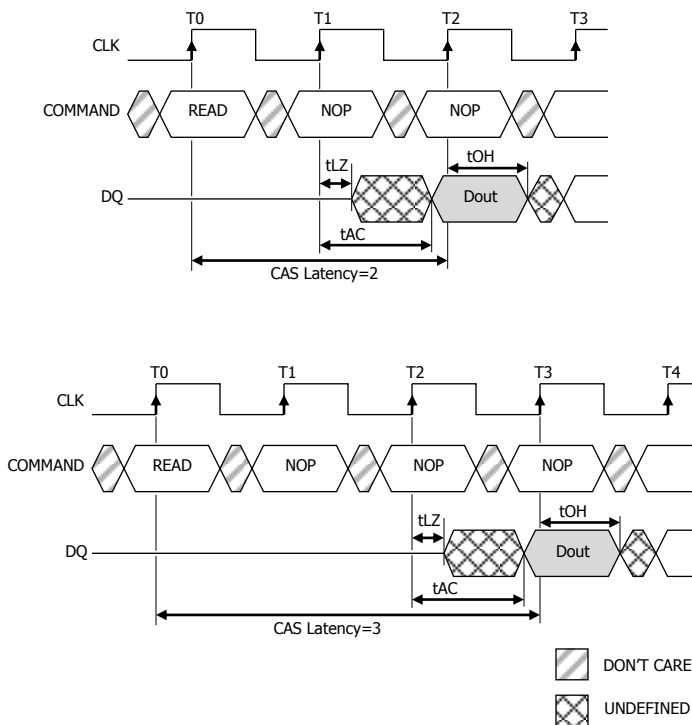 T0 T1 T2 T3
CLK
COMMAND READ NOP NOP
tLZ tOH
DQ Dout
tAC
CAS Latency=2
T0 T1 T2 T3 T4
CLK
COMMAND READ NOP NOP NOP
tLZ tOH
DQ Dout
tAC
CAS Latency=3
DON'T CARE
UNDEFINED